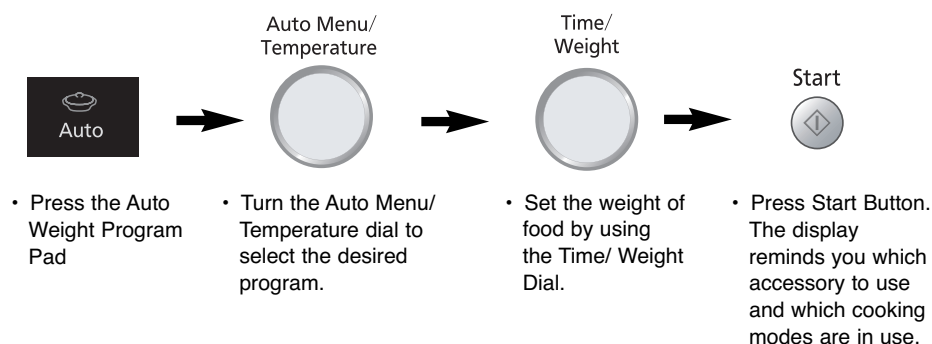 Auto Menu/
Temperature
Time/
Weight
Start
Auto
• Press the Auto
Weight Program
Pad
• Turn the Auto Menu/
Temperature dial to
select the desired
program.
• Set the weight of
food by using
the Time/ Weight
Dial.
• Press Start Button.
The display
reminds you which
accessory to use
and which cooking
modes are in use.